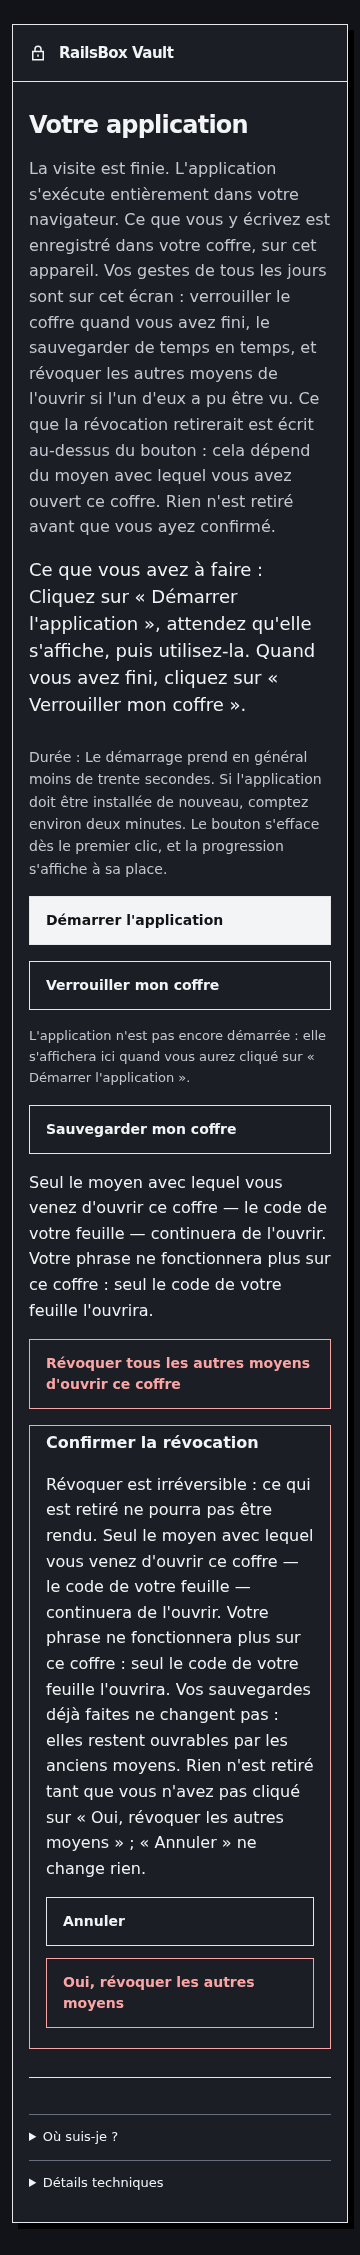 RailsBox Vault
Votre application
La visite est finie. L'application
s'exécute entièrement dans votre
navigateur. Ce que vous y écrivez est
enregistré dans votre coffre, sur cet
appareil. Vos gestes de tous les jours
sont sur cet écran : verrouiller le
coffre quand vous avez fini, le
sauvegarder de temps en temps, et
révoquer les autres moyens de
l'ouvrir si l'un d'eux a pu être vu. Ce
que la révocation retirerait est écrit
au-dessus du bouton : cela dépend
du moyen avec lequel vous avez
ouvert ce coffre. Rien n'est retiré
avant que vous ayez confirmé.
Ce que vous avez à faire :
Cliquez sur « Démarrer
l'application », attendez qu'elle
s'affiche, puis utilisez-la. Quand
vous avez fini, cliquez sur «
Verrouiller mon coffre ».
Durée : Le démarrage prend en général
moins de trente secondes. Si l'application
doit être installée de nouveau, comptez
environ deux minutes. Le bouton s'efface
dès le premier clic, et la progression
s'affiche à sa place.
Démarrer l'application
Verrouiller mon coffre
L'application n'est pas encore démarrée : elle
s'affichera ici quand vous aurez cliqué sur «
Démarrer l'application ».
Sauvegarder mon coffre
Seul le moyen avec lequel vous
venez d'ouvrir ce coffre — le code de
votre feuille — continuera de l'ouvrir.
Votre phrase ne fonctionnera plus sur
ce coffre : seul le code de votre
feuille l'ouvrira.
Révoquer tous les autres moyens
d'ouvrir ce coffre
Confirmer la révocation
Révoquer est irréversible : ce qui
est retiré ne pourra pas être
rendu. Seul le moyen avec lequel
vous venez d'ouvrir ce coffre —
le code de votre feuille —
continuera de l'ouvrir. Votre
phrase ne fonctionnera plus sur
ce coffre : seul le code de votre
feuille l'ouvrira. Vos sauvegardes
déjà faites ne changent pas :
elles restent ouvrables par les
anciens moyens. Rien n'est retiré
tant que vous n'avez pas cliqué
sur « Oui, révoquer les autres
moyens » ; « Annuler » ne
change rien.
Annuler
Oui, révoquer les autres
moyens
Où suis-je ?
Détails techniques